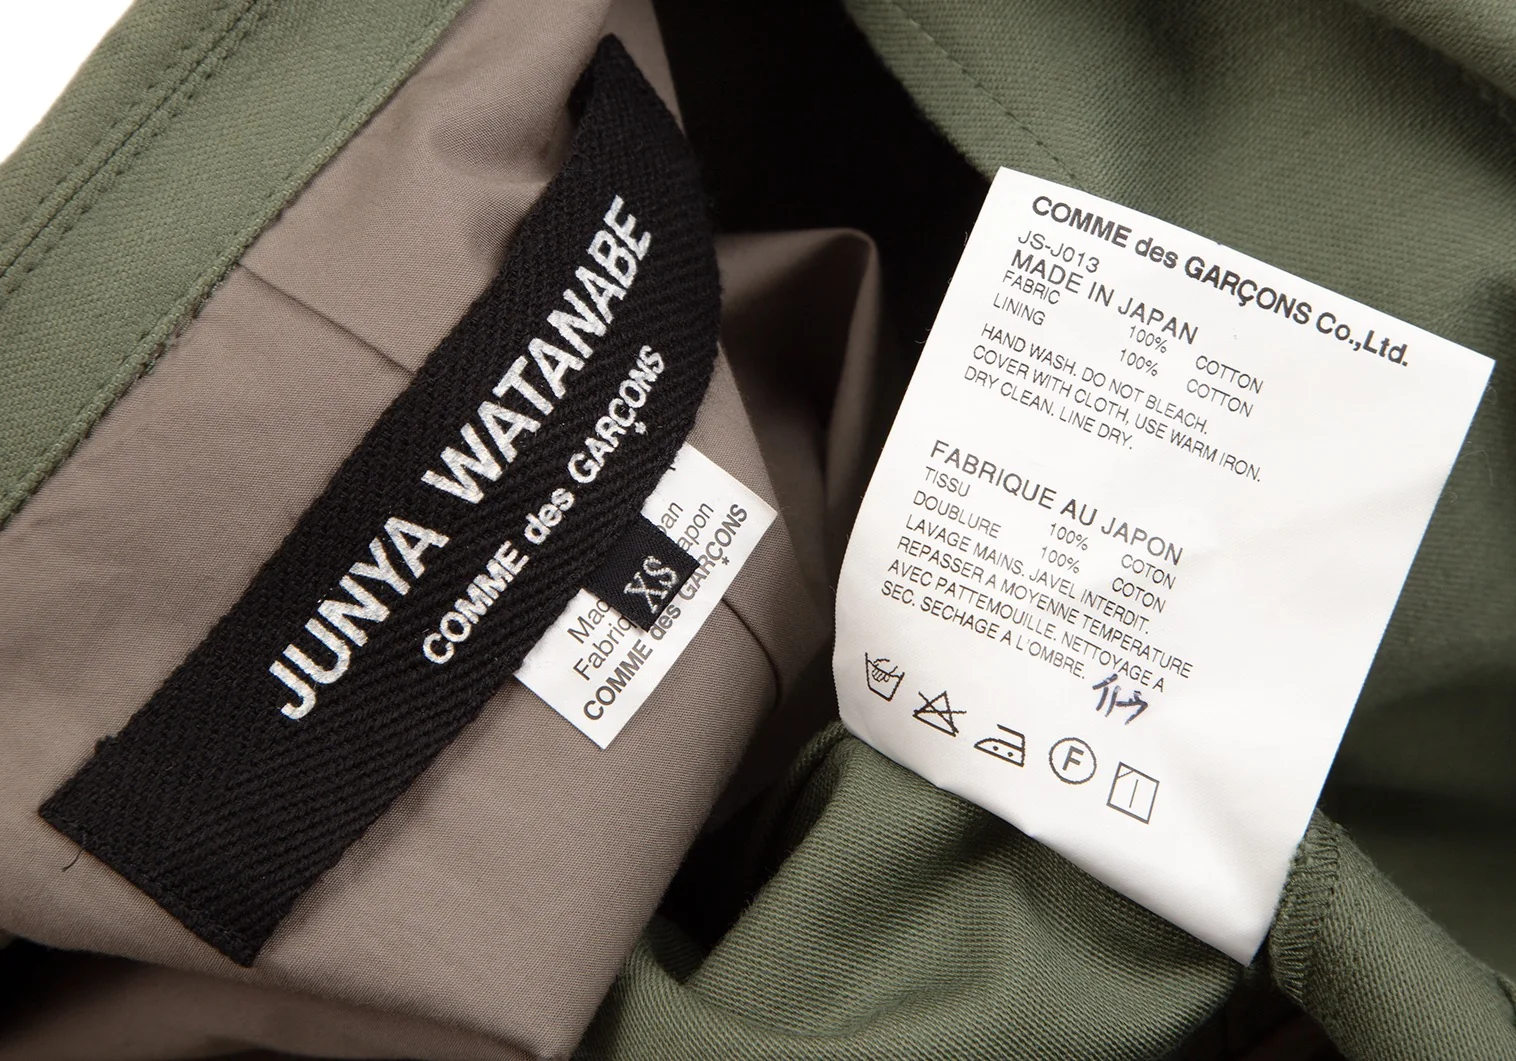 JUNYA WATANABE
COMME des GARÇONS
XS
COMME des GARÇONS
COMME des GARÇONS Co.,Ltd.
JS-J013
MADE IN JAPAN
FABRIC 100% COTTON
LINING 100% COTTON
HAND WASH. DO NOT BLEACH,
COVER WITH CLOTH, USE WARM IRON.
DRY CLEAN. LINE DRY.
FABRIQUE AU JAPON
TISSU 100% COTON
DOUBLURE 100% COTON
LAVAGE MAINS. JAVEL INTERDIT.
REPASSER A MOYENNE TEMPERATURE
AVEC PATTEMOUILLE. NETTOYAGE A
SEC. SECHAGE A L'OMBRE.
F